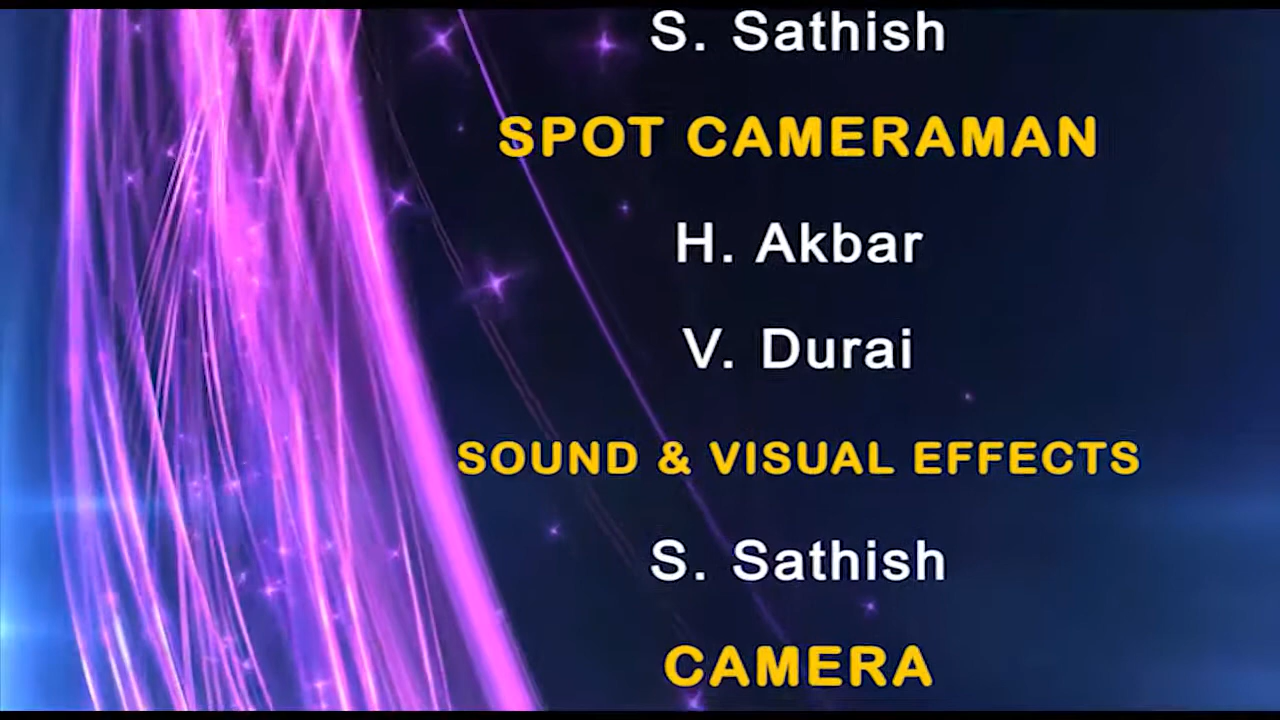 S. Sathish
SPOT CAMERAMAN
H. Akbar
V. Durai
SOUND & VISUAL EFFECTS
S. Sathish
CAMERA